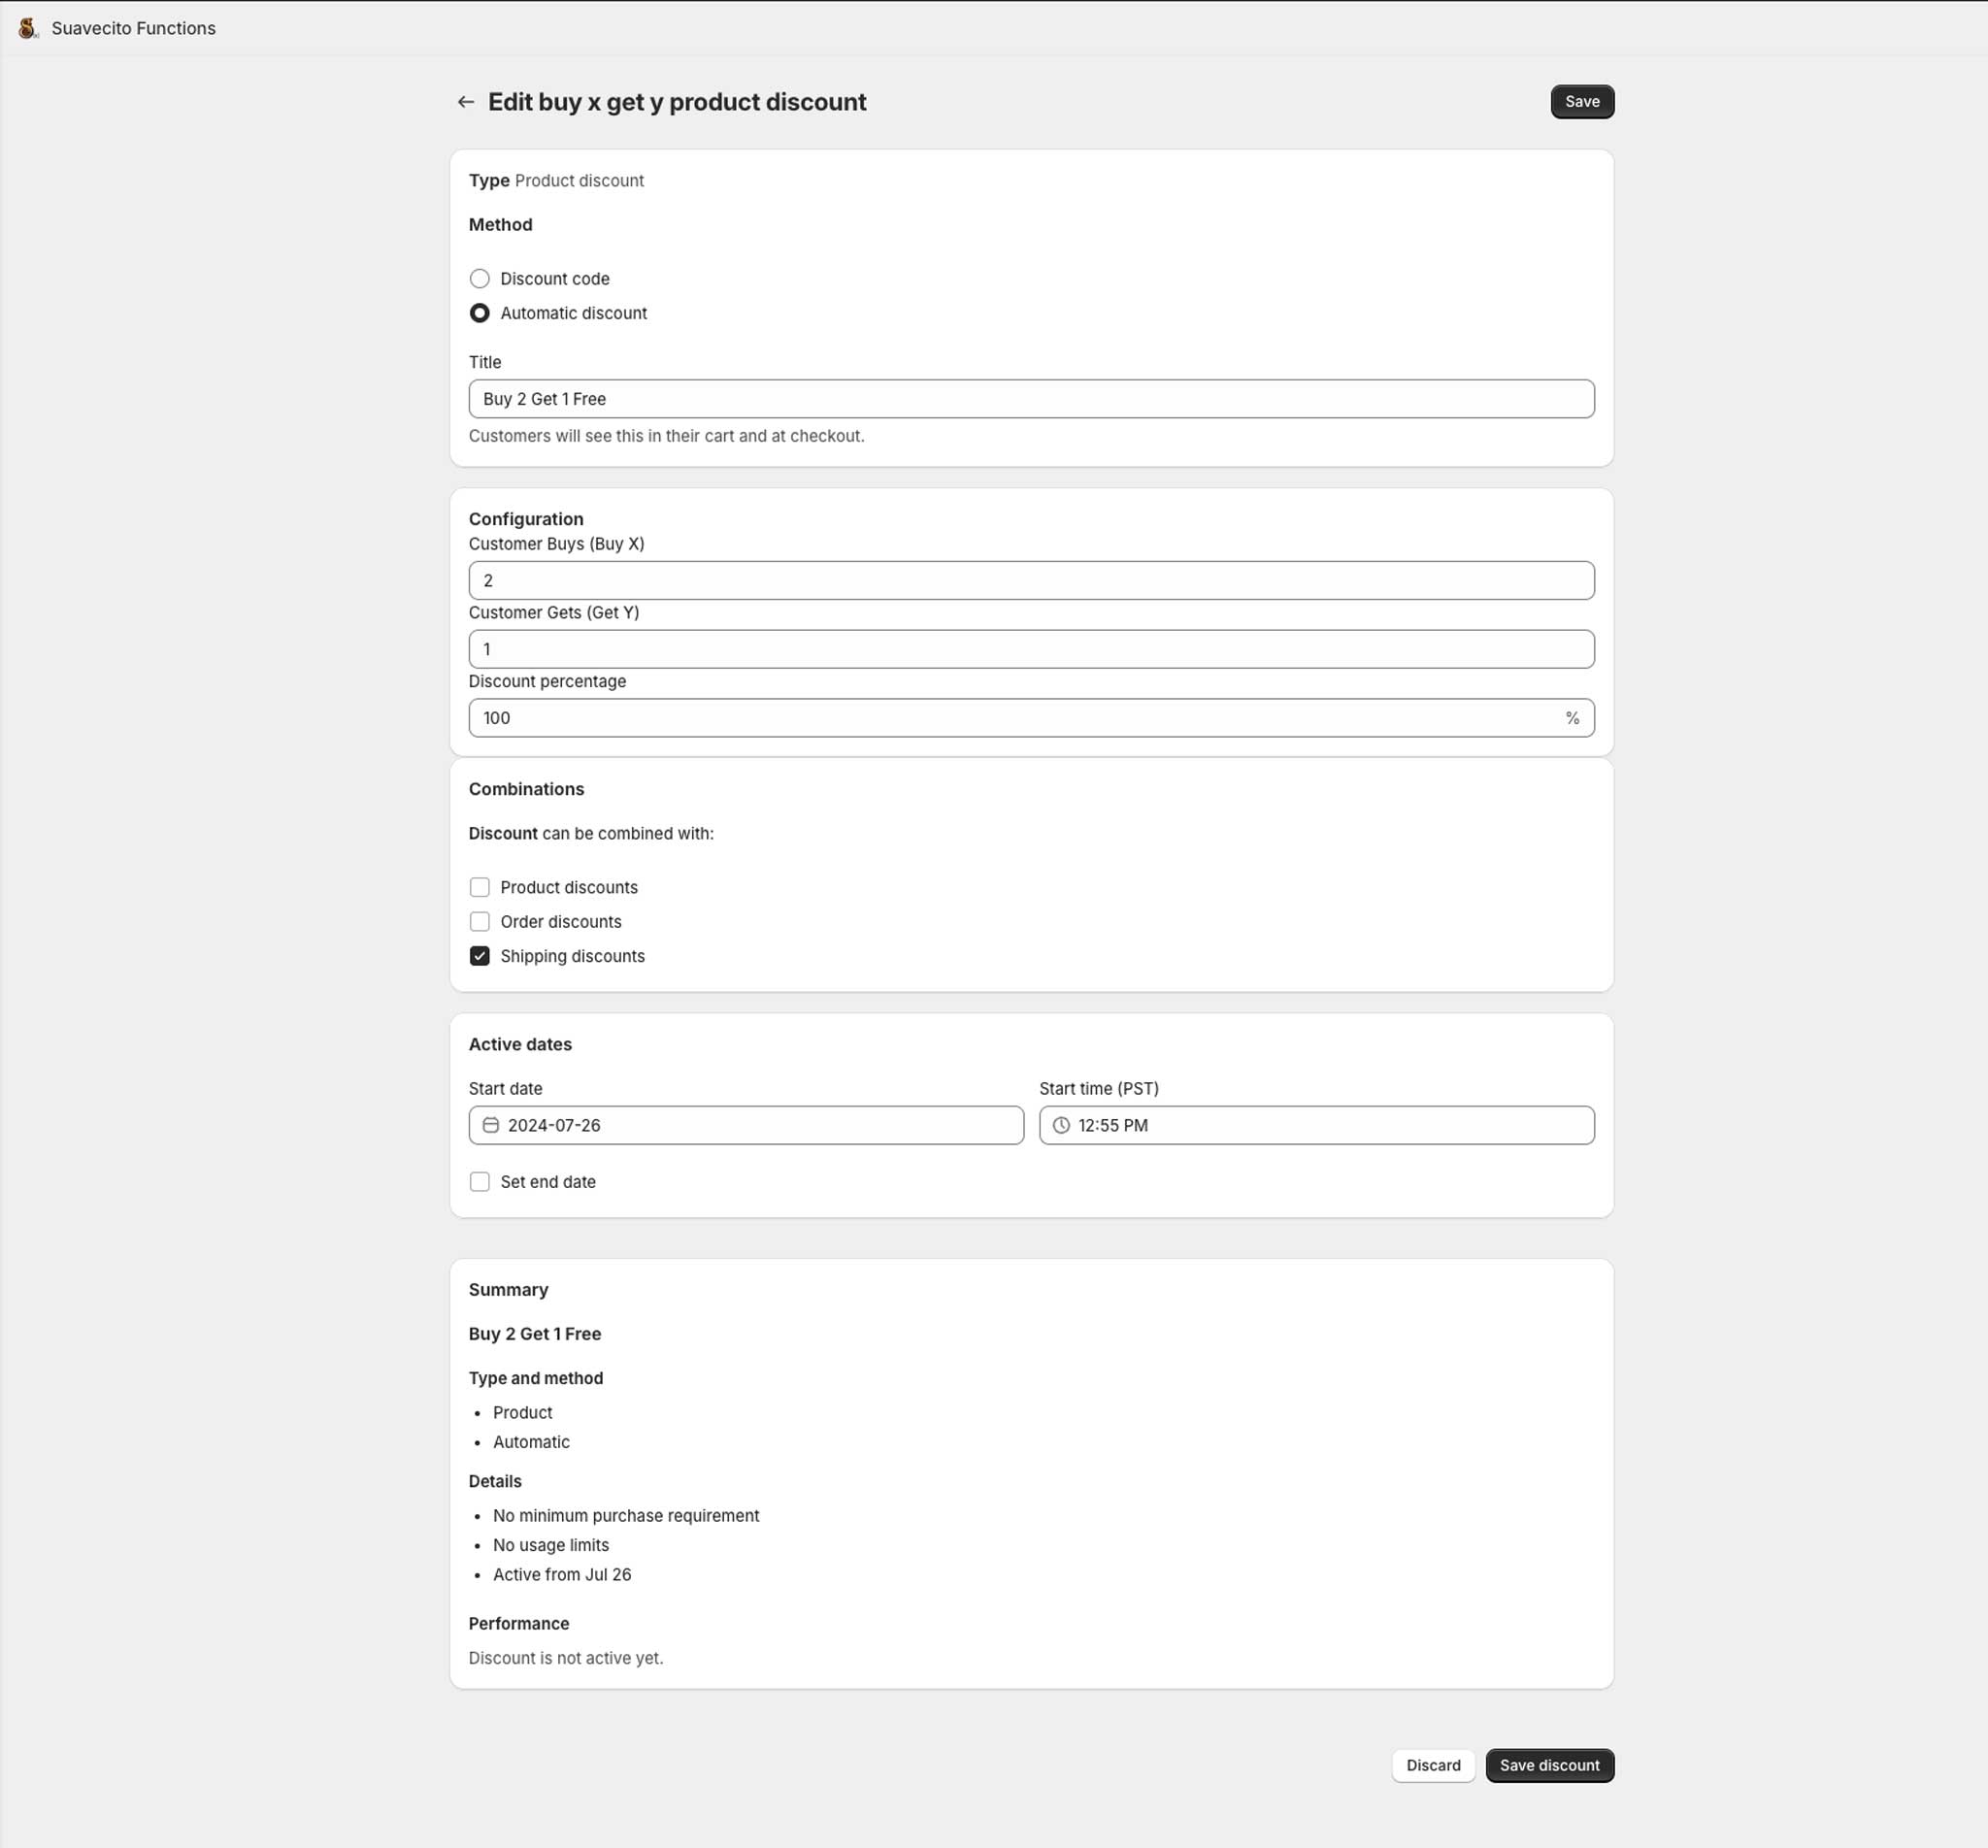 Suavecito Functions
Edit buy x get y product discount
Save
Type Product discount
Method
Discount code
Automatic discount
Title
Buy 2 Get 1 Free
Customers will see this in their cart and at checkout.
Configuration
Customer Buys (Buy X)
2
Customer Gets (Get Y)
1
Discount percentage
100 %
Combinations
Discount can be combined with:
Product discounts
Order discounts
Shipping discounts
Active dates
Start date Start time (PST)
2024-07-26 12:55 PM
Set end date
Summary
Buy 2 Get 1 Free
Type and method
• Product
• Automatic
Details
• No minimum purchase requirement
• No usage limits
• Active from Jul 26
Performance
Discount is not active yet.
Discard Save discount